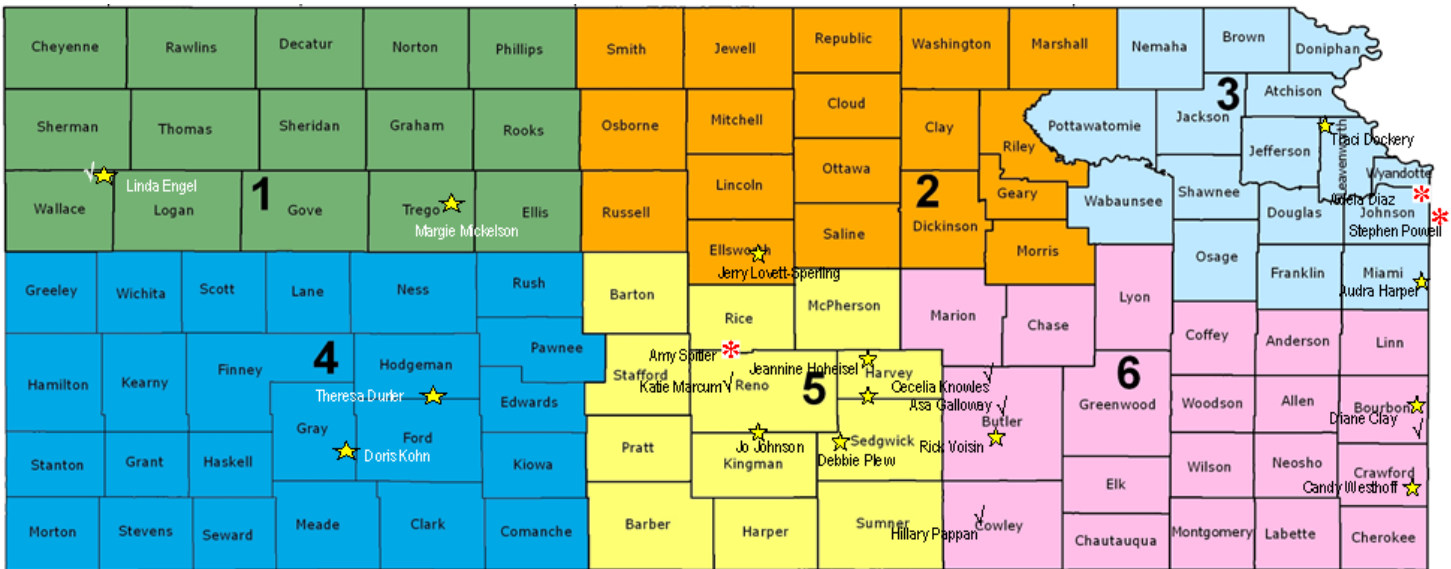 Cheyenne Rawlins Decatur Norton Phillips Smith Jewell Republic Washington Marshall Nemaha Brown Doniphan
Sherman Thomas Sheridan Graham Rooks Osborne Mitchell Cloud Clay Riley Pottawatomie Jackson 3 Atchison
Jefferson Leavenworth Traci Dockery
Wyandotte
√
Linda Engel
Wallace Logan 1 Gove Trego Ellis Russell Lincoln Ottawa 2 Geary Wabaunsee Shawnee Douglas Johnson
Adela Diaz
Margie Mickelson
Stephen Powell
Ellsworth Saline Dickinson Morris Osage Franklin Miami
Jerry Lovett-Sperling
Audra Harper
Greeley Wichita Scott Lane Ness Rush Barton Rice McPherson Marion Chase Lyon Coffey Anderson Linn
Hamilton Kearny Finney 4 Hodgeman Pawnee Stafford
Amy Spitler
Katie Marcum √ Reno
Jeannine Hoheisel
5 Harvey
Cecelia Knowles √
Asa Galloway √
Butler
6
Greenwood Woodson Allen Bourbon
Diane Clay √
Theresa Durler
Edwards
Gray Ford
Doris Kohn
Stanton Grant Haskell Kiowa Pratt
Jo Johnson
Kingman
Sedgwick
Debbie Plew
Rick Voisin
Elk Wilson Neosho Crawford
Candy Westhoff
Morton Stevens Seward Meade Clark Comanche Barber Harper Sumner
√
Hillary Pappan
Cowley Chautauqua Montgomery Labette Cherokee